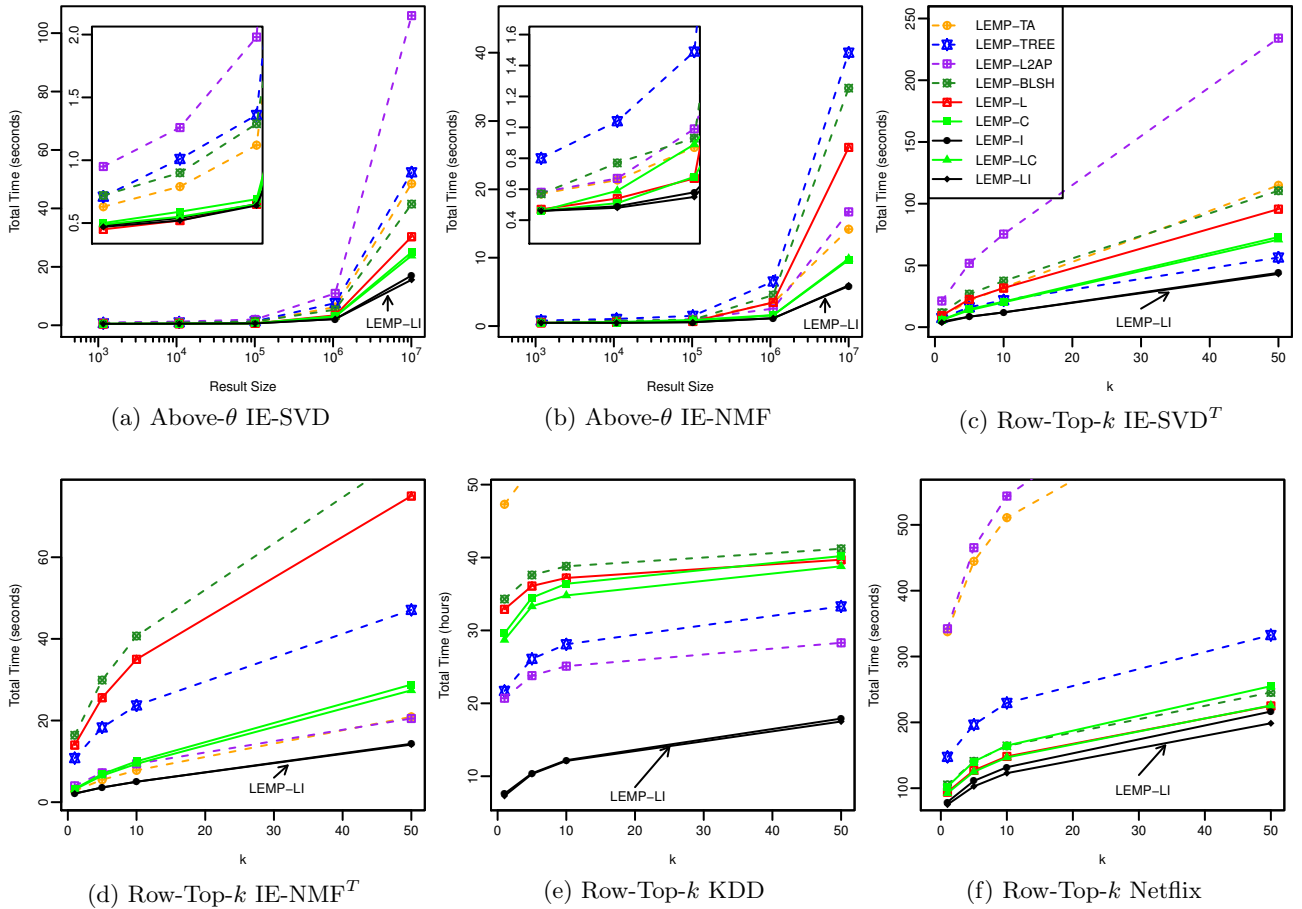 Total Time (seconds)
0 20 40 60 80 100
0.5 1.0 1.5 2.0
LEMP−LI
10^3 10^4 10^5 10^6 10^7
Result Size
(a) Above-θ IE-SVD
Total Time (seconds)
0 10 20 30 40
0.4 0.6 0.8 1.0 1.2 1.4 1.6
LEMP−LI
10^3 10^4 10^5 10^6 10^7
Result Size
(b) Above-θ IE-NMF
Total Time (seconds)
0 50 100 150 200 250
LEMP−TA
LEMP−TREE
LEMP−L2AP
LEMP−BLSH
LEMP−L
LEMP−C
LEMP−I
LEMP−LC
LEMP−LI
LEMP−LI
0 10 20 30 40 50
k
(c) Row-Top-k IE-SVD^T
Total Time (seconds)
0 20 40 60
LEMP−LI
0 10 20 30 40 50
k
(d) Row-Top-k IE-NMF^T
Total Time (hours)
10 20 30 40 50
LEMP−LI
0 10 20 30 40 50
k
(e) Row-Top-k KDD
Total Time (seconds)
100 200 300 400 500
LEMP−LI
0 10 20 30 40 50
k
(f) Row-Top-k Netflix